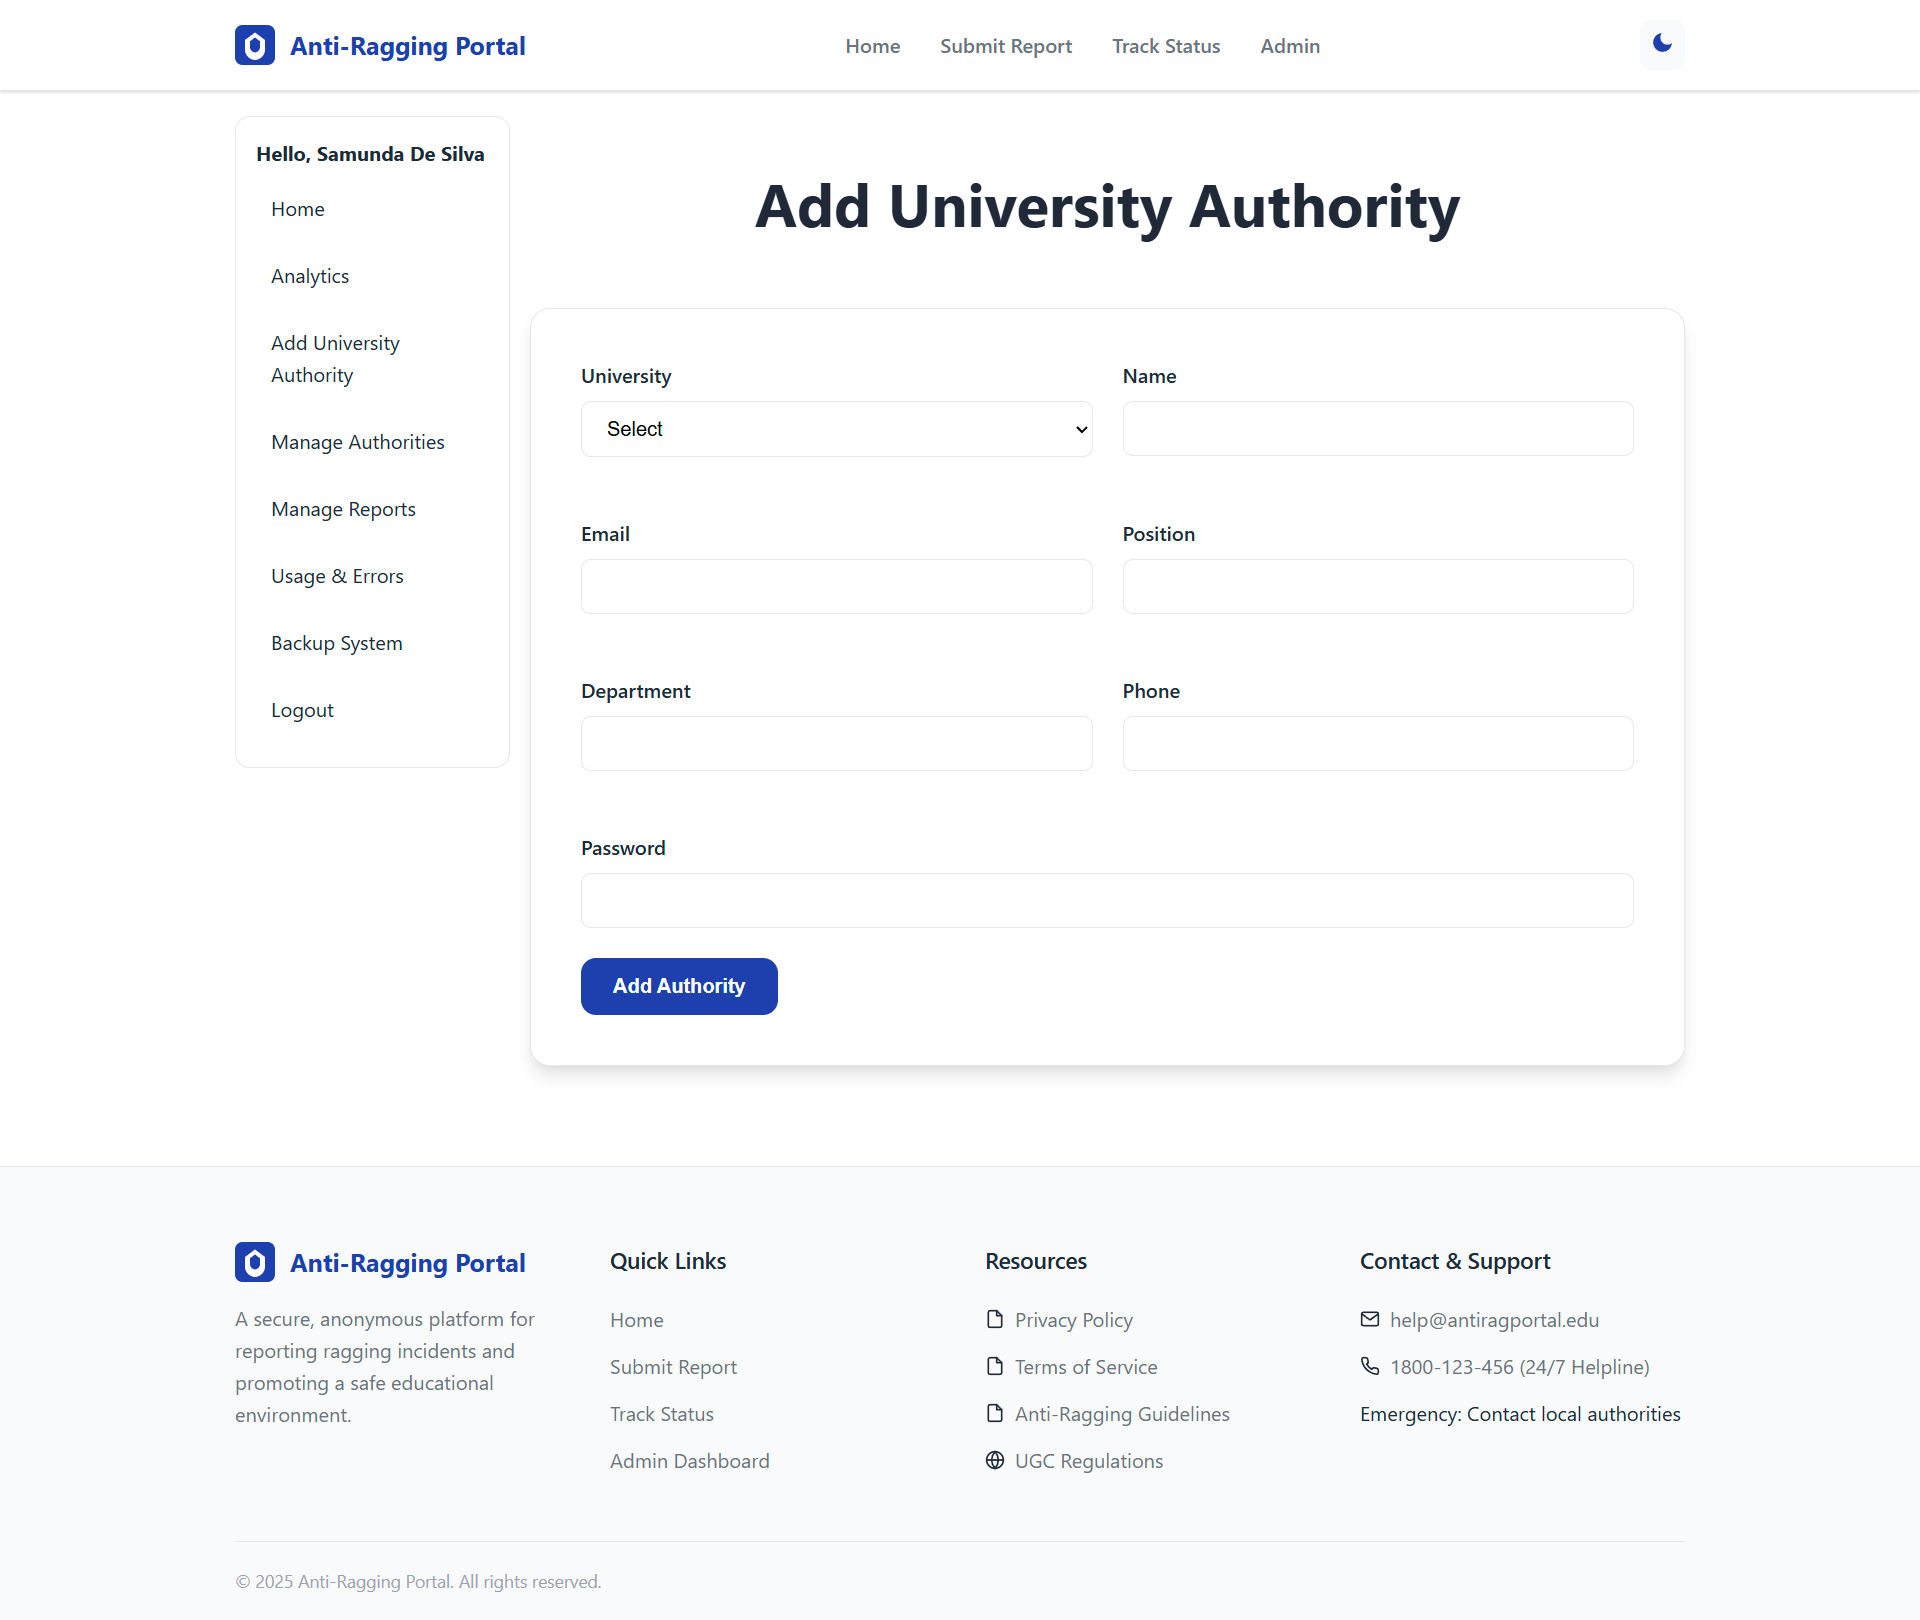 Anti-Ragging Portal
Home
Submit Report
Track Status
Admin
Hello, Samunda De Silva
Home
Analytics
Add University
Authority
Manage Authorities
Manage Reports
Usage & Errors
Backup System
Logout
Add University Authority
University
Name
Select
Email
Position
Department
Phone
Password
Add Authority
Anti-Ragging Portal
A secure, anonymous platform for
reporting ragging incidents and
promoting a safe educational
environment.
Quick Links
Home
Submit Report
Track Status
Admin Dashboard
Resources
Privacy Policy
Terms of Service
Anti-Ragging Guidelines
UGC Regulations
Contact & Support
help@antiragportal.edu
1800-123-456 (24/7 Helpline)
Emergency: Contact local authorities
© 2025 Anti-Ragging Portal. All rights reserved.